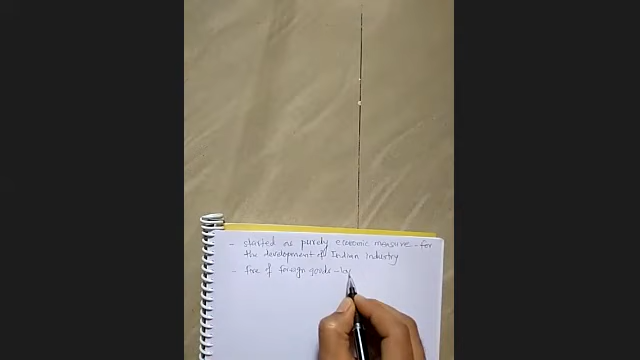 - started as purely economic measure - for
the development of Indian Industry
- free of foreign goods -